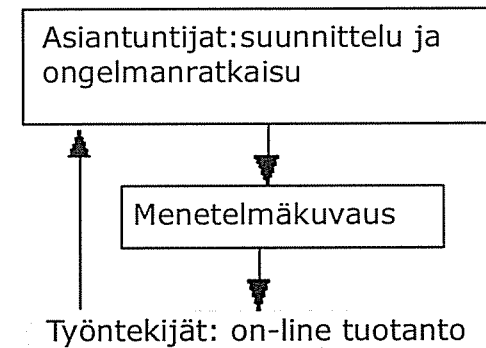 Asiantuntijat:suunnittelu ja
ongelmanratkaisu
Menetelmäkuvaus
Työntekijät: on-line tuotanto